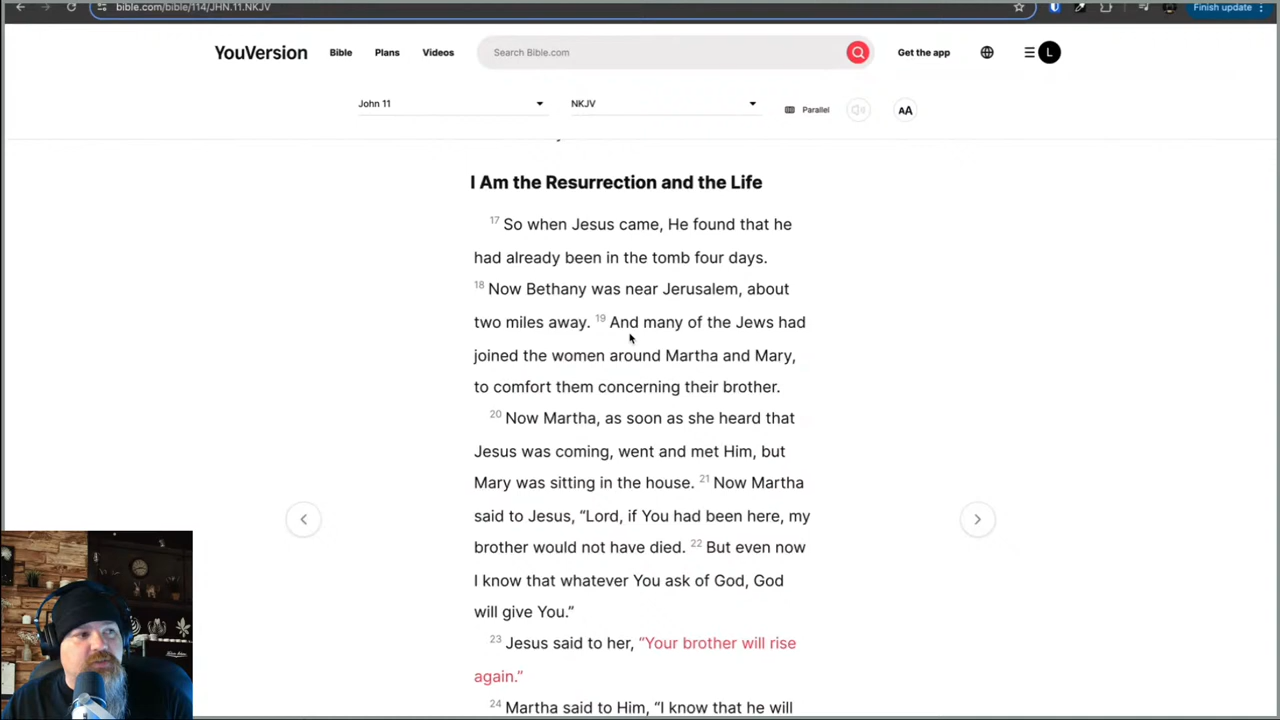 bible.com/bible/114/JHN.11.NKJV
Finish update
YouVersion
Bible
Plans
Videos
Search Bible.com
Get the app
L
John 11
NKJV
Parallel
AA
I Am the Resurrection and the Life
17 So when Jesus came, He found that he
had already been in the tomb four days.
18 Now Bethany was near Jerusalem, about
two miles away. 19 And many of the Jews had
joined the women around Martha and Mary,
to comfort them concerning their brother.
20 Now Martha, as soon as she heard that
Jesus was coming, went and met Him, but
Mary was sitting in the house. 21 Now Martha
said to Jesus, “Lord, if You had been here, my
brother would not have died. 22 But even now
I know that whatever You ask of God, God
will give You.”
23 Jesus said to her, “Your brother will rise
again.”
24 Martha said to Him, “I know that he will